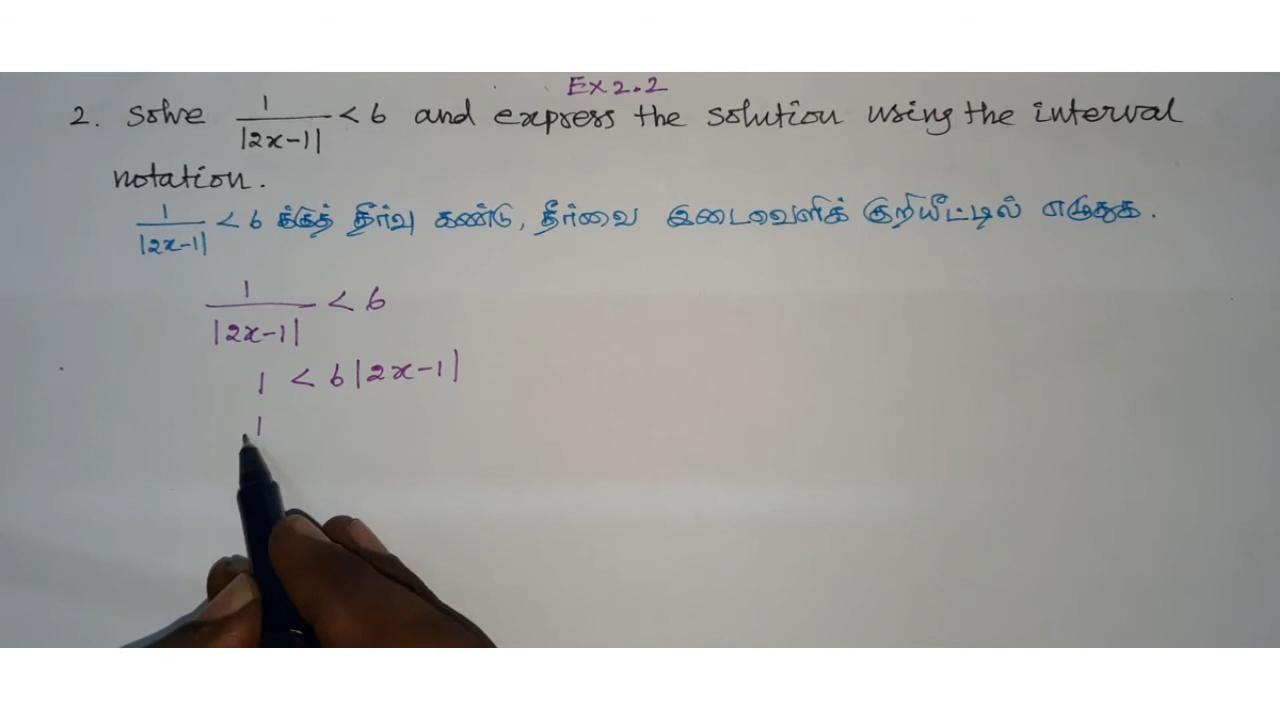 Ex 2.2
2. Solve 1/|2x-1| < 6 and express the solution using the interval
notation.
1/|2x-1| < 6 க்குத் தீர்வு கண்டு, தீர்வை இடைவெளிக் குறியீட்டில் எழுதுக.
1/|2x-1| < 6
1 < 6|2x-1|
1